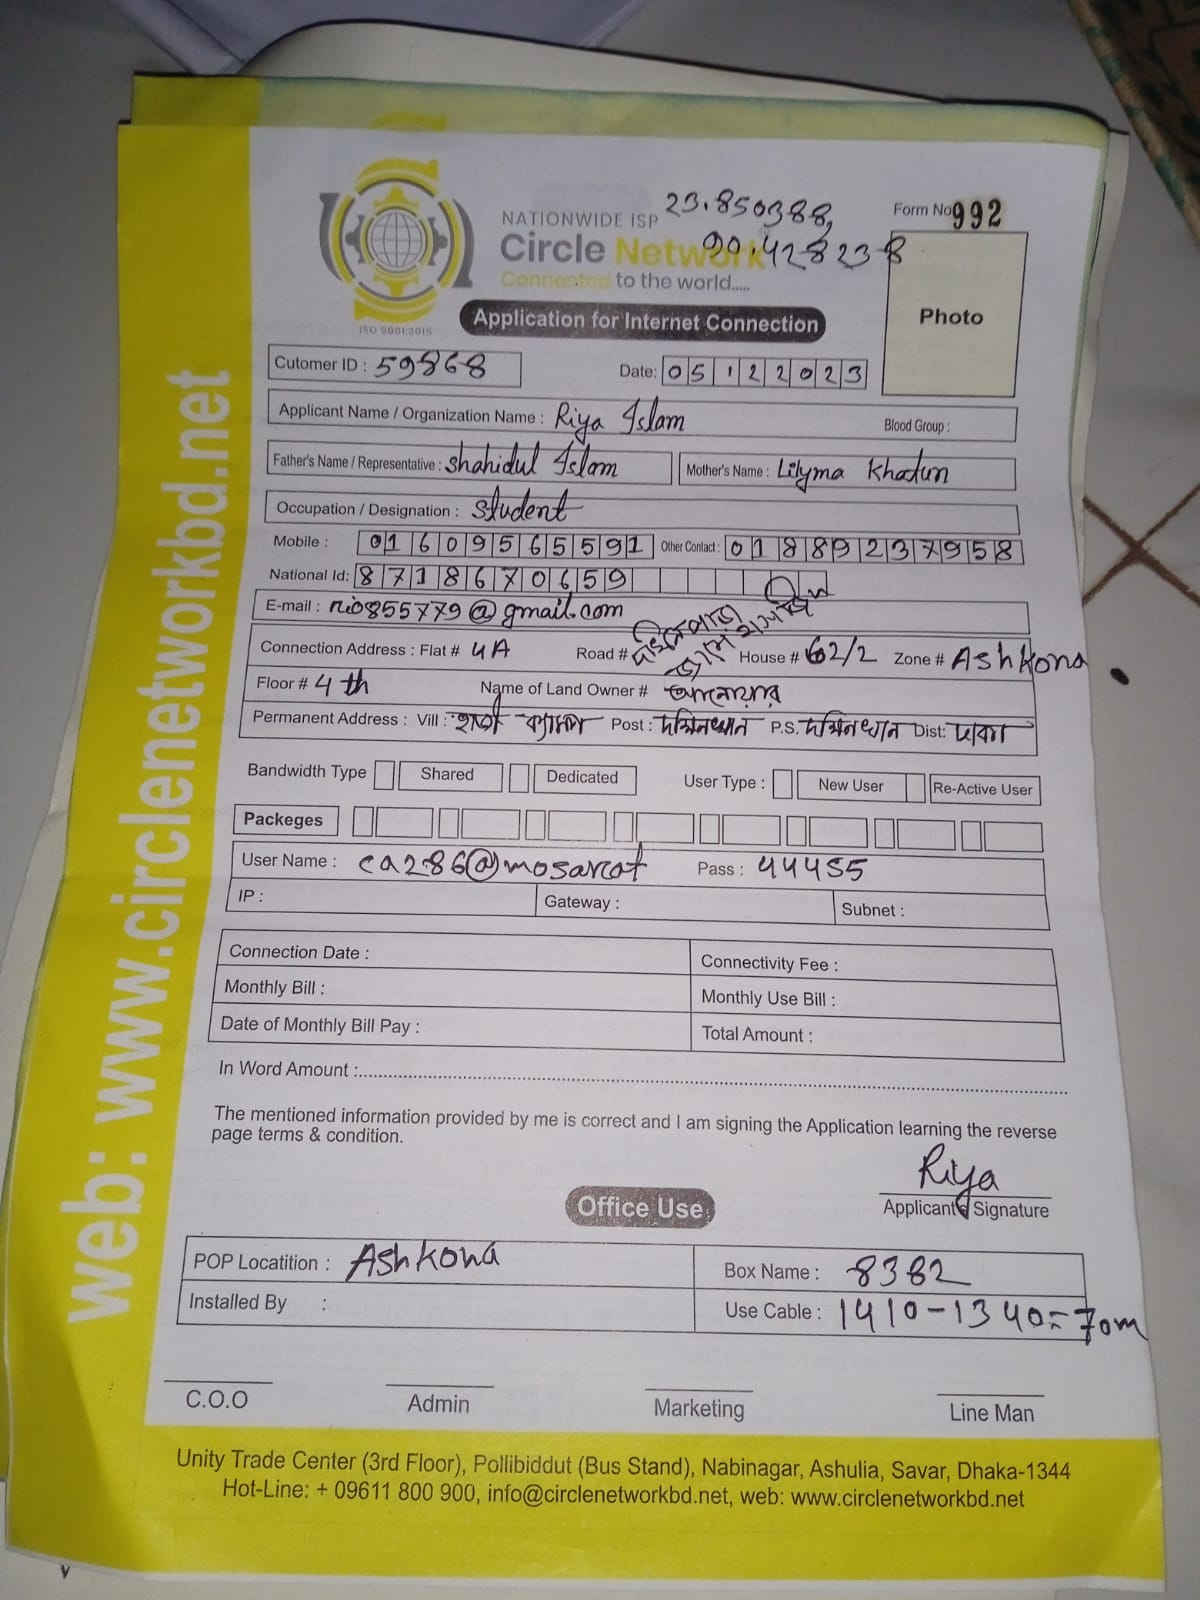 NATIONWIDE ISP
23.850388,
90.428238
Form No 992
Circle Network
Connected to the world.....
ISO 9001:2015
Application for Internet Connection
Photo
Cutomer ID : 59868
Date: 05 12 2023
Applicant Name / Organization Name : Riya Islam
Blood Group :
Father's Name / Representative : Shahidul Islam
Mother's Name : Lilyma Khatun
Occupation / Designation : Student
Mobile : 01609565591
Other Contact : 01889237958
National Id: 8718670659
E-mail : rio855779@gmail.com
Connection Address : Flat # 4A
Road #
House # 62/2
Zone # Ashkona
Floor # 4th
Name of Land Owner # আনোয়ার
Permanent Address : Vill : হাজী ক্যাম্প Post : দক্ষিনখান P.S. দক্ষিনখান Dist: ঢাকা
Bandwidth Type Shared Dedicated User Type : New User Re-Active User
Packeges
User Name : ca286@mosarcat Pass : 44455
IP : Gateway : Subnet :
Connection Date : Connectivity Fee :
Monthly Bill : Monthly Use Bill :
Date of Monthly Bill Pay : Total Amount :
In Word Amount :
The mentioned information provided by me is correct and I am signing the Application learning the reverse
page terms & condition.
Riya
Applicant Signature
Office Use
POP Locatition : Ashkona Box Name : 8382
Installed By : Use Cable : 1410-1340=70m
C.O.O Admin Marketing Line Man
Unity Trade Center (3rd Floor), Pollibiddut (Bus Stand), Nabinagar, Ashulia, Savar, Dhaka-1344
Hot-Line: + 09611 800 900, info@circlenetworkbd.net, web: www.circlenetworkbd.net
web: www.circlenetworkbd.net